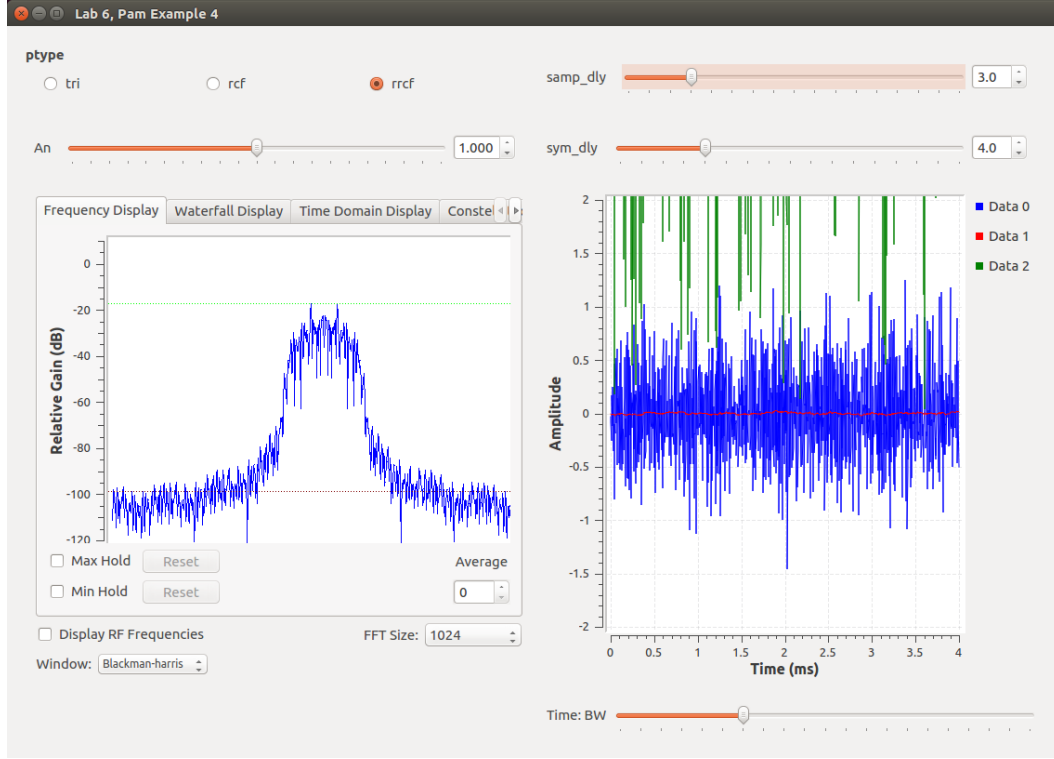 Lab 6, Pam Example 4
ptype
tri rcf rrcf
samp_dly 3.0
An 1.000
sym_dly 4.0
Frequency Display Waterfall Display Time Domain Display
Relative Gain (dB)
0
-20
-40
-60
-80
-100
-120
Max Hold Reset Average
Min Hold Reset 0
Display RF Frequencies FFT Size: 1024
Window: Blackman-harris
Amplitude
2
1.5
1
0.5
0
-0.5
-1
-1.5
-2
0 0.5 1 1.5 2 2.5 3 3.5 4
Time (ms)
Data 0
Data 1
Data 2
Time: BW